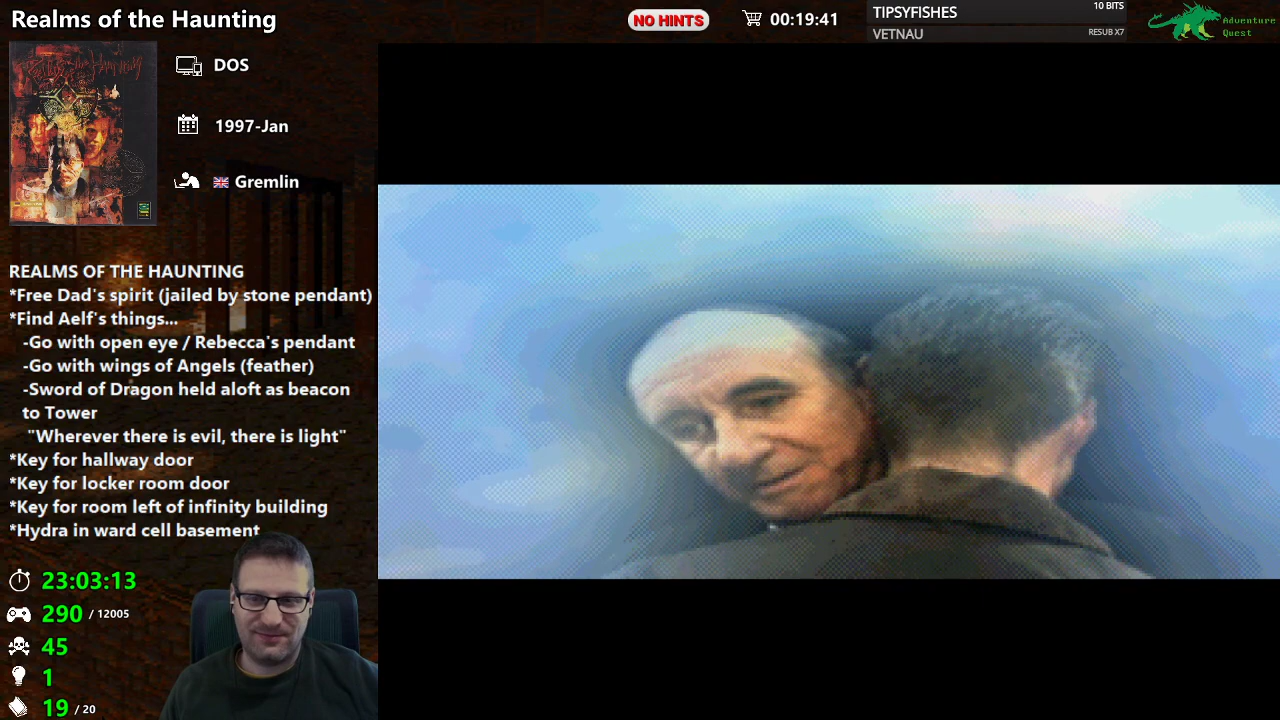 Realms of the Haunting
NO HINTS
00:19:41
TIPSYFISHES
10 BITS
VETNAU
RESUB X7
Adventure
Quest
DOS
1997-Jan
Gremlin
REALMS OF THE HAUNTING
*Free Dad's spirit (jailed by stone pendant)
*Find Aelf's things...
-Go with open eye / Rebecca's pendant
-Go with wings of Angels (feather)
-Sword of Dragon held aloft as beacon
to Tower
"Wherever there is evil, there is light"
*Key for hallway door
*Key for locker room door
*Key for room left of infinity building
*Hydra in ward cell basement
23:03:13
290 / 12005
45
1
19 / 20